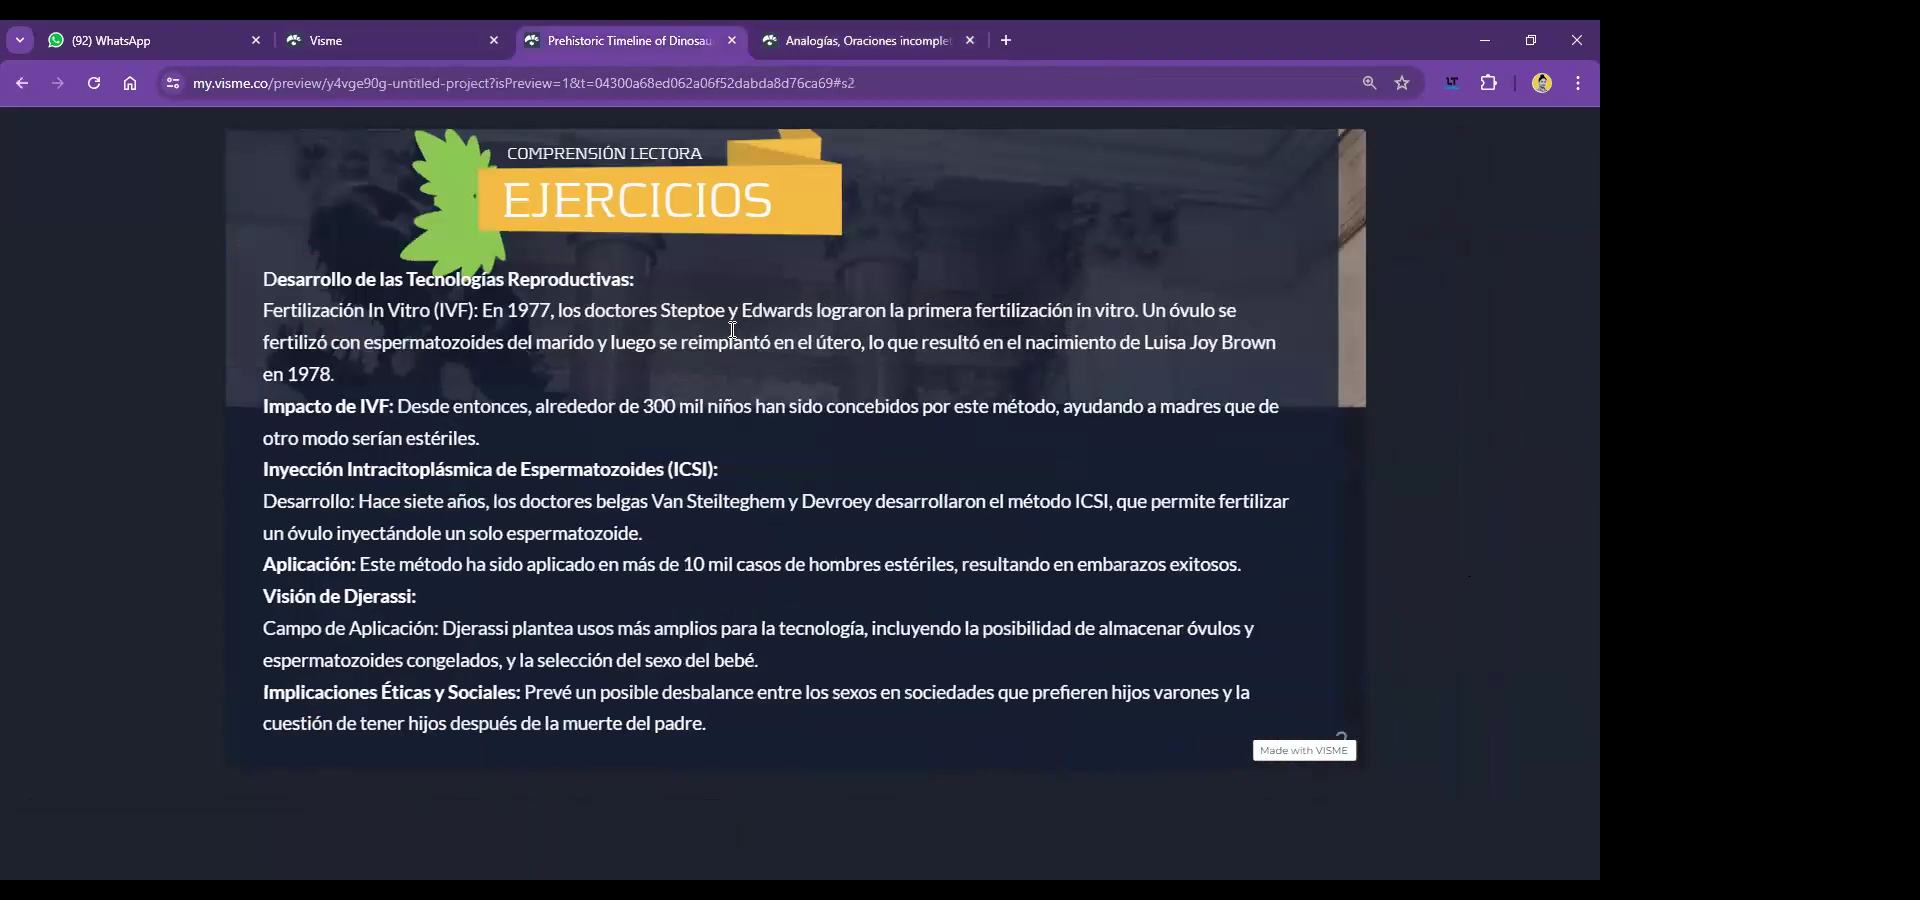 (92) WhatsApp
Visme
Prehistoric Timeline of Dinosau
Analogías, Oraciones incomplet
my.visme.co/preview/y4vge90g-untitled-project?isPreview=1&t=04300a68ed062a06f52dabda8d76ca69#s2
LT
COMPRENSIÓN LECTORA
EJERCICIOS
Desarrollo de las Tecnologías Reproductivas:
Fertilización In Vitro (IVF): En 1977, los doctores Steptoe y Edwards lograron la primera fertilización in vitro. Un óvulo se
fertilizó con espermatozoides del marido y luego se reimplantó en el útero, lo que resultó en el nacimiento de Luisa Joy Brown
en 1978.
Impacto de IVF: Desde entonces, alrededor de 300 mil niños han sido concebidos por este método, ayudando a madres que de
otro modo serían estériles.
Inyección Intracitoplásmica de Espermatozoides (ICSI):
Desarrollo: Hace siete años, los doctores belgas Van Steilteghem y Devroey desarrollaron el método ICSI, que permite fertilizar
un óvulo inyectándole un solo espermatozoide.
Aplicación: Este método ha sido aplicado en más de 10 mil casos de hombres estériles, resultando en embarazos exitosos.
Visión de Djerassi:
Campo de Aplicación: Djerassi plantea usos más amplios para la tecnología, incluyendo la posibilidad de almacenar óvulos y
espermatozoides congelados, y la selección del sexo del bebé.
Implicaciones Éticas y Sociales: Prevé un posible desbalance entre los sexos en sociedades que prefieren hijos varones y la
cuestión de tener hijos después de la muerte del padre.
Made with VISME